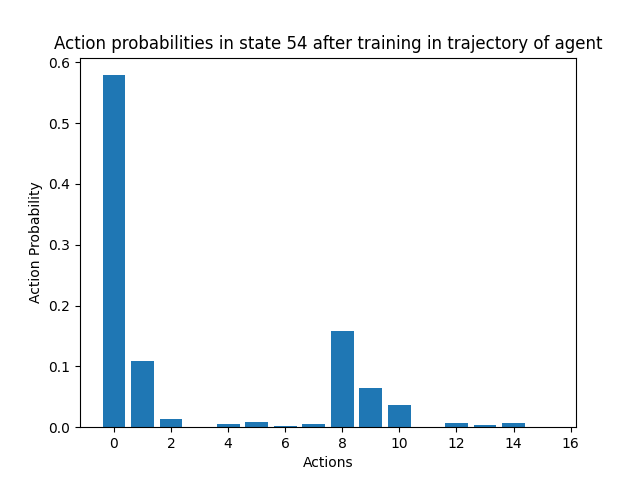 Action probabilities in state 54 after training in trajectory of agent
0.6
0.5
0.4
0.3
0.2
0.1
0.0
Action Probability
0 2 4 6 8 10 12 14 16
Actions